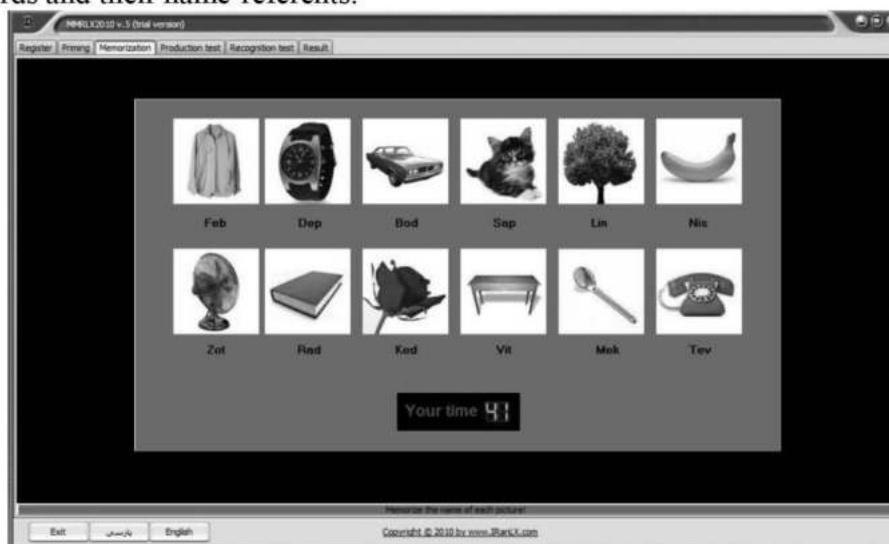 rds and their name-referents.
MMRLX2010 v.5 (trial version)
Register Priming Memorization Production test Recognition test Result
Feb Dep Bod Sap Lin Nis
Zot Rad Ked Vit Mek Tev
Your time 41
Memorize the name of each picture!
Exit پارسی English Copyright © 2010 by www.IRanLX.com